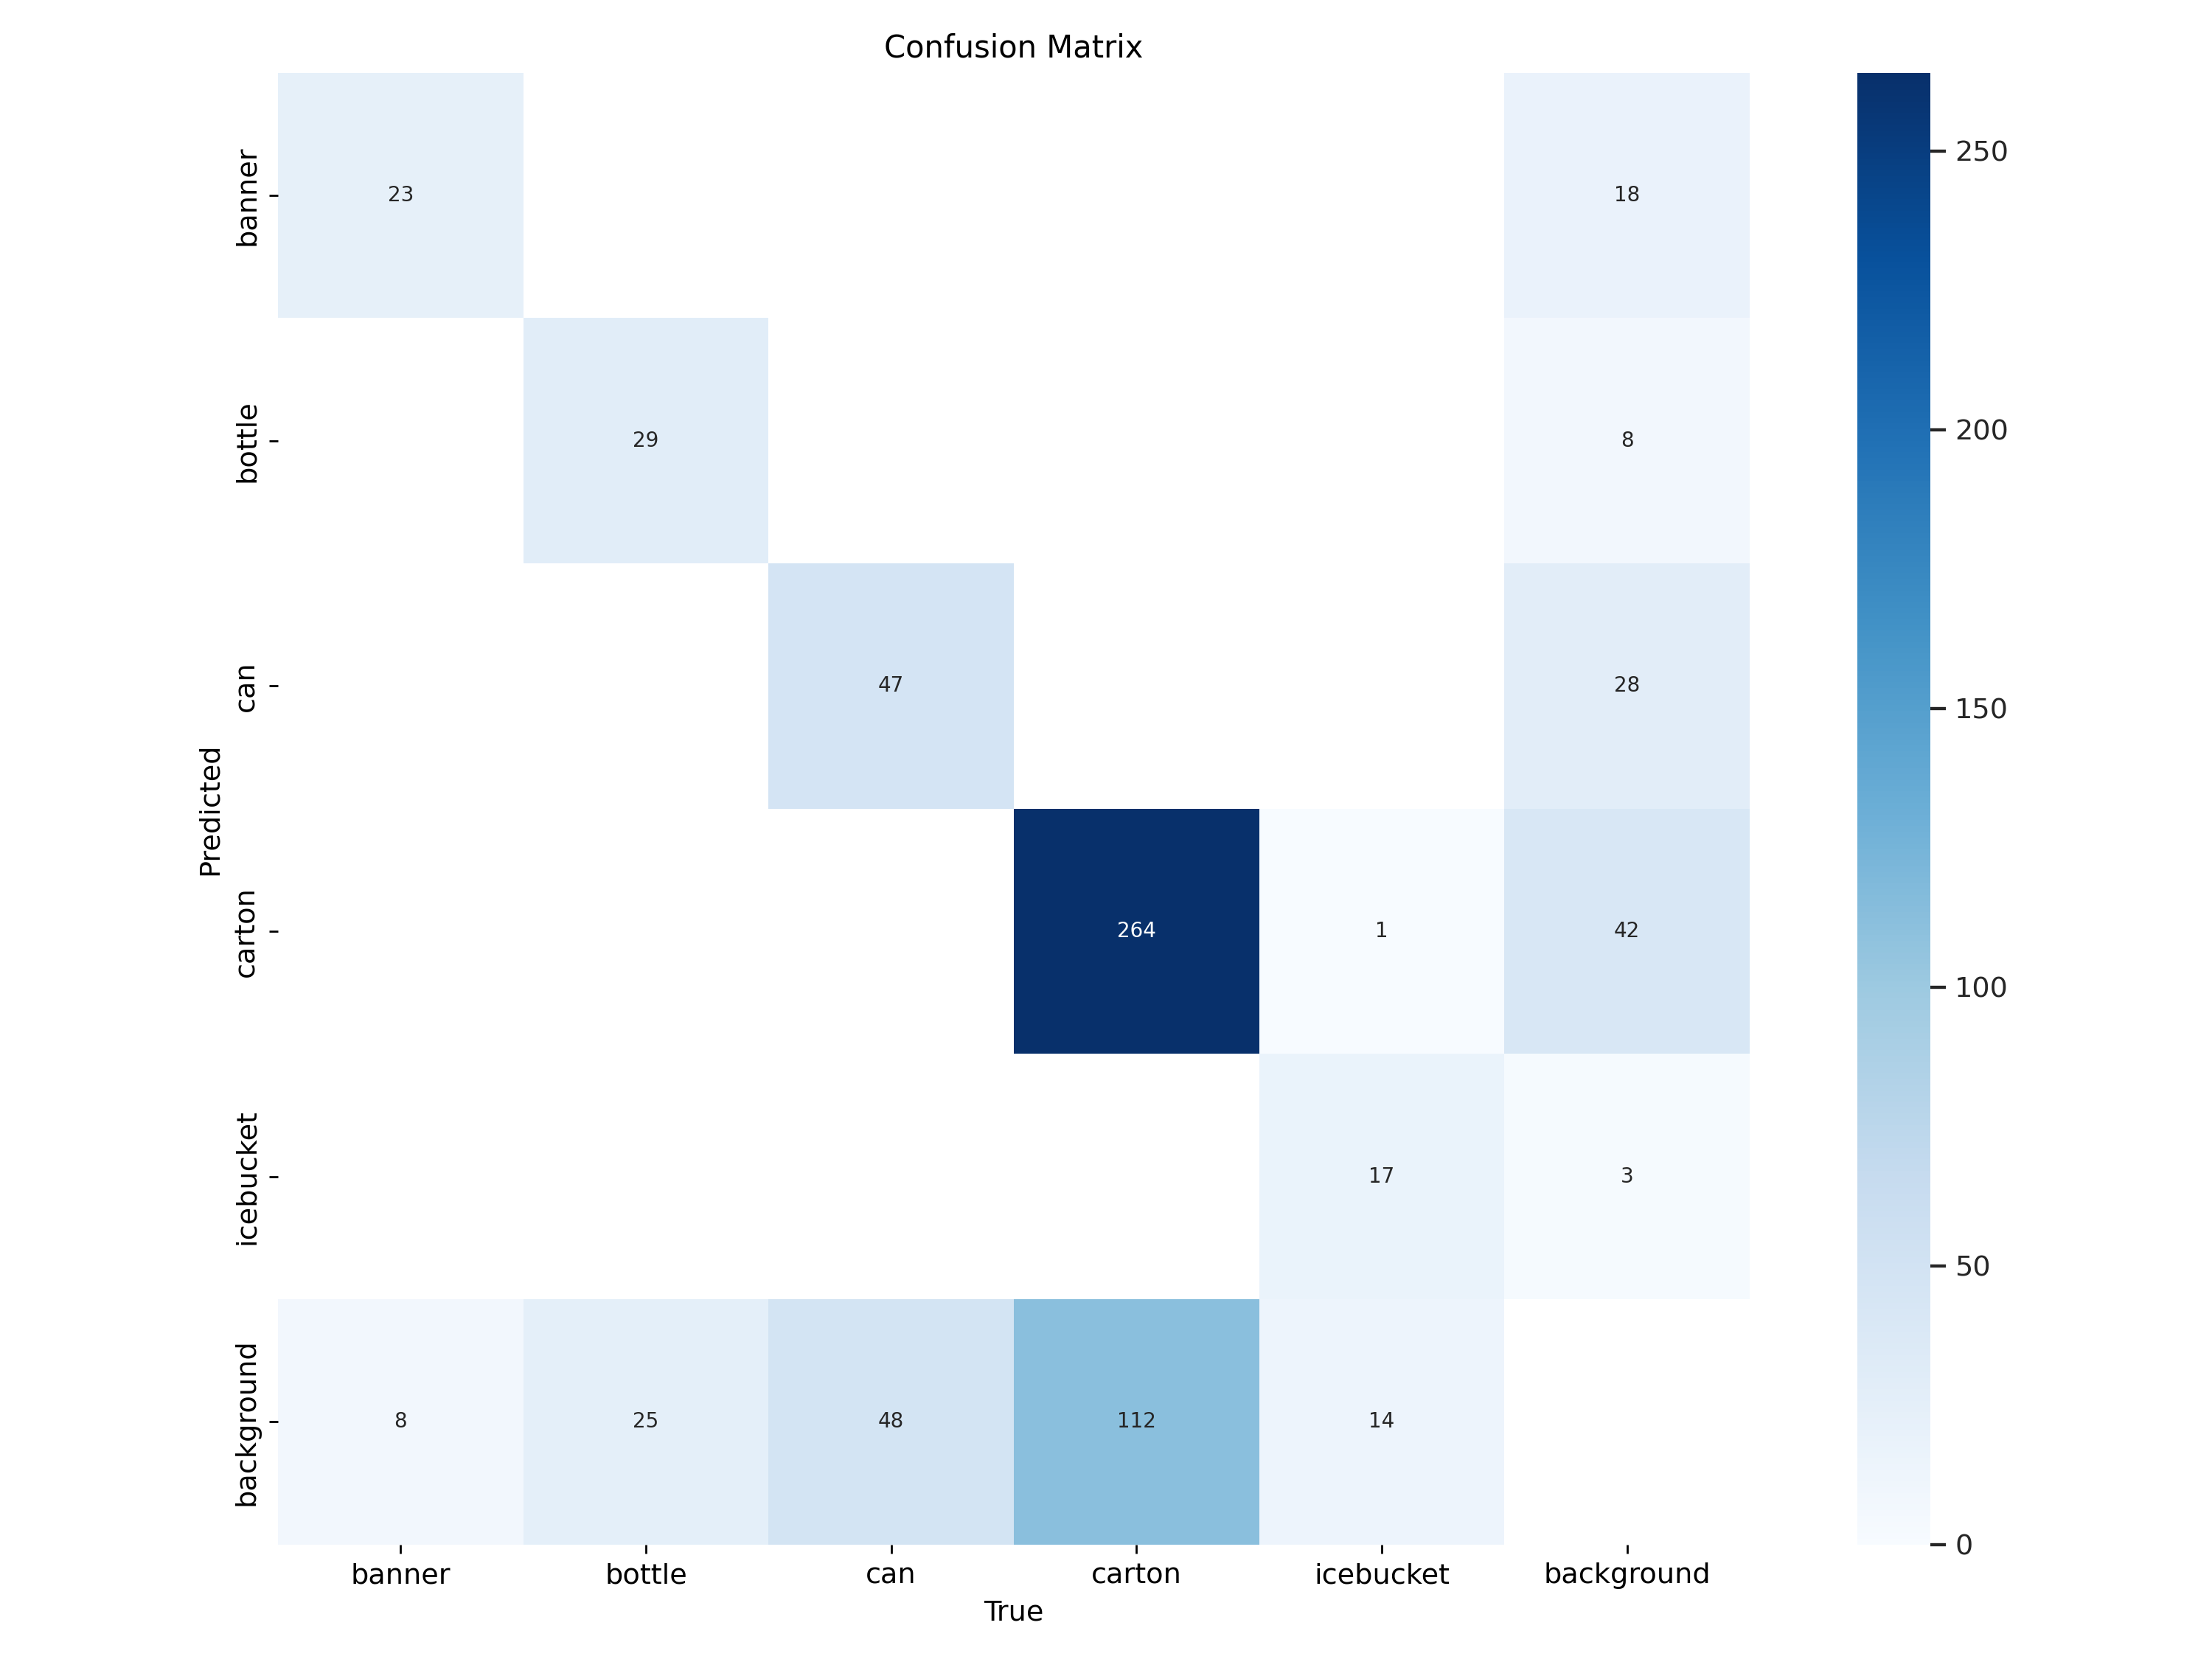 Confusion Matrix
banner 23 18
bottle 29 8
can 47 28
carton 264 1 42
icebucket 17 3
background 8 25 48 112 14
banner bottle can carton icebucket background
True
Predicted
250
200
150
100
50
0